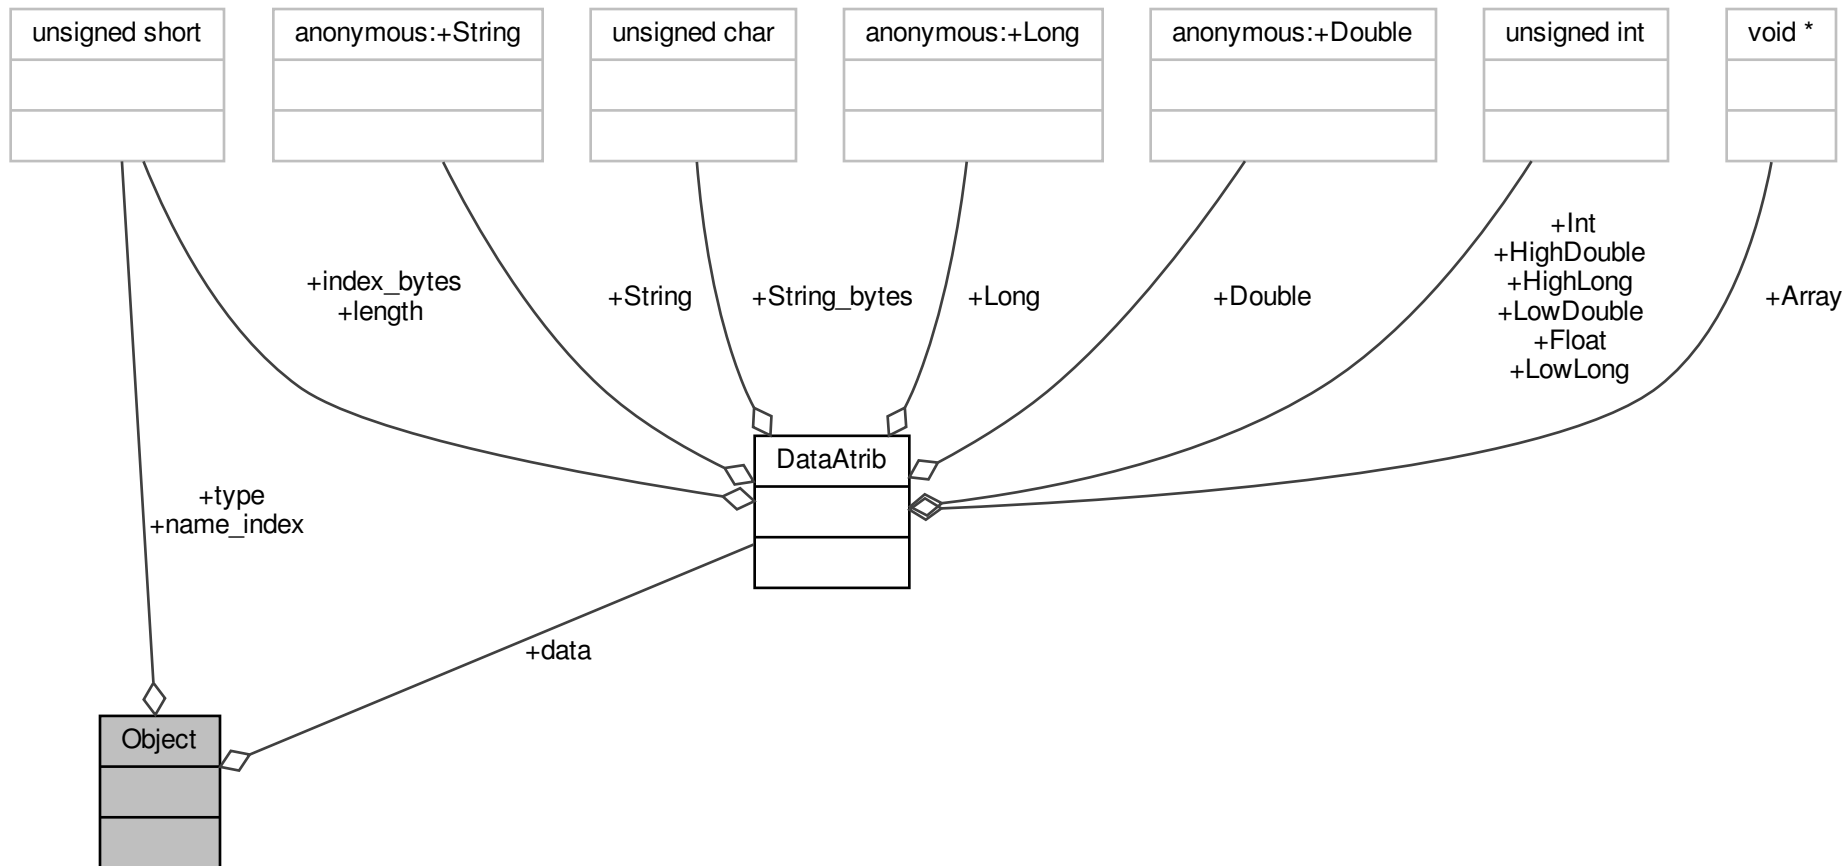 unsigned short
anonymous:+String
unsigned char
anonymous:+Long
anonymous:+Double
unsigned int
void *
+index_bytes
+length
+String
+String_bytes
+Long
+Double
+Int
+HighDouble
+HighLong
+LowDouble
+Float
+LowLong
+Array
DataAtrib
+type
+name_index
+data
Object